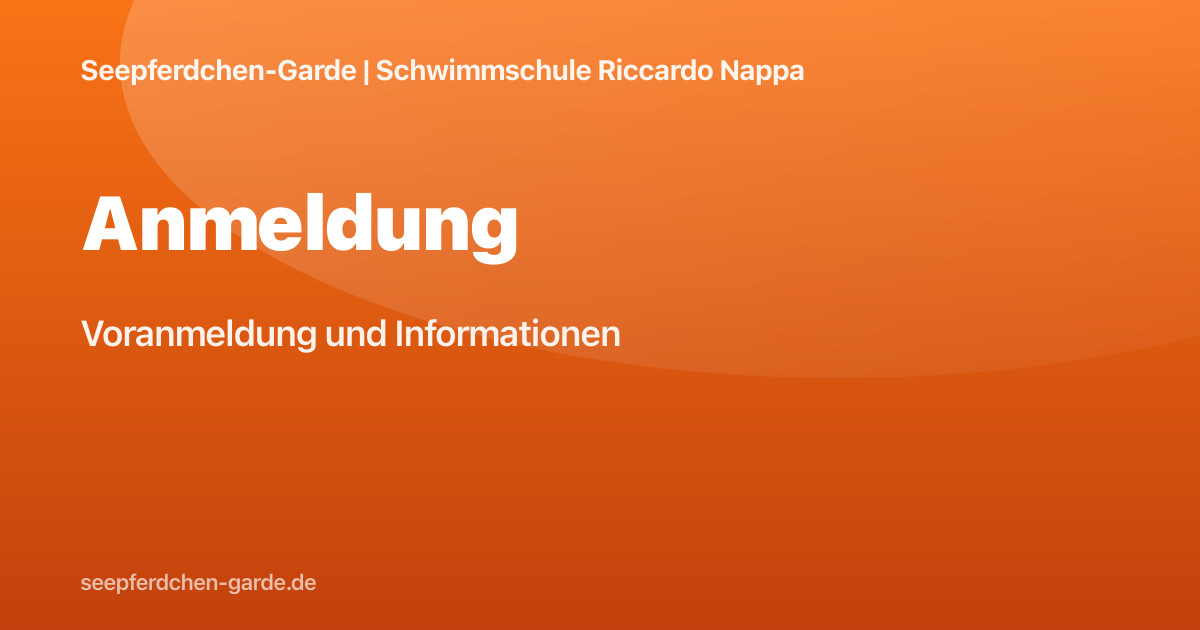 Seepferdchen-Garde | Schwimmschule Riccardo Nappa
Anmeldung
Voranmeldung und Informationen
seepferdchen-garde.de